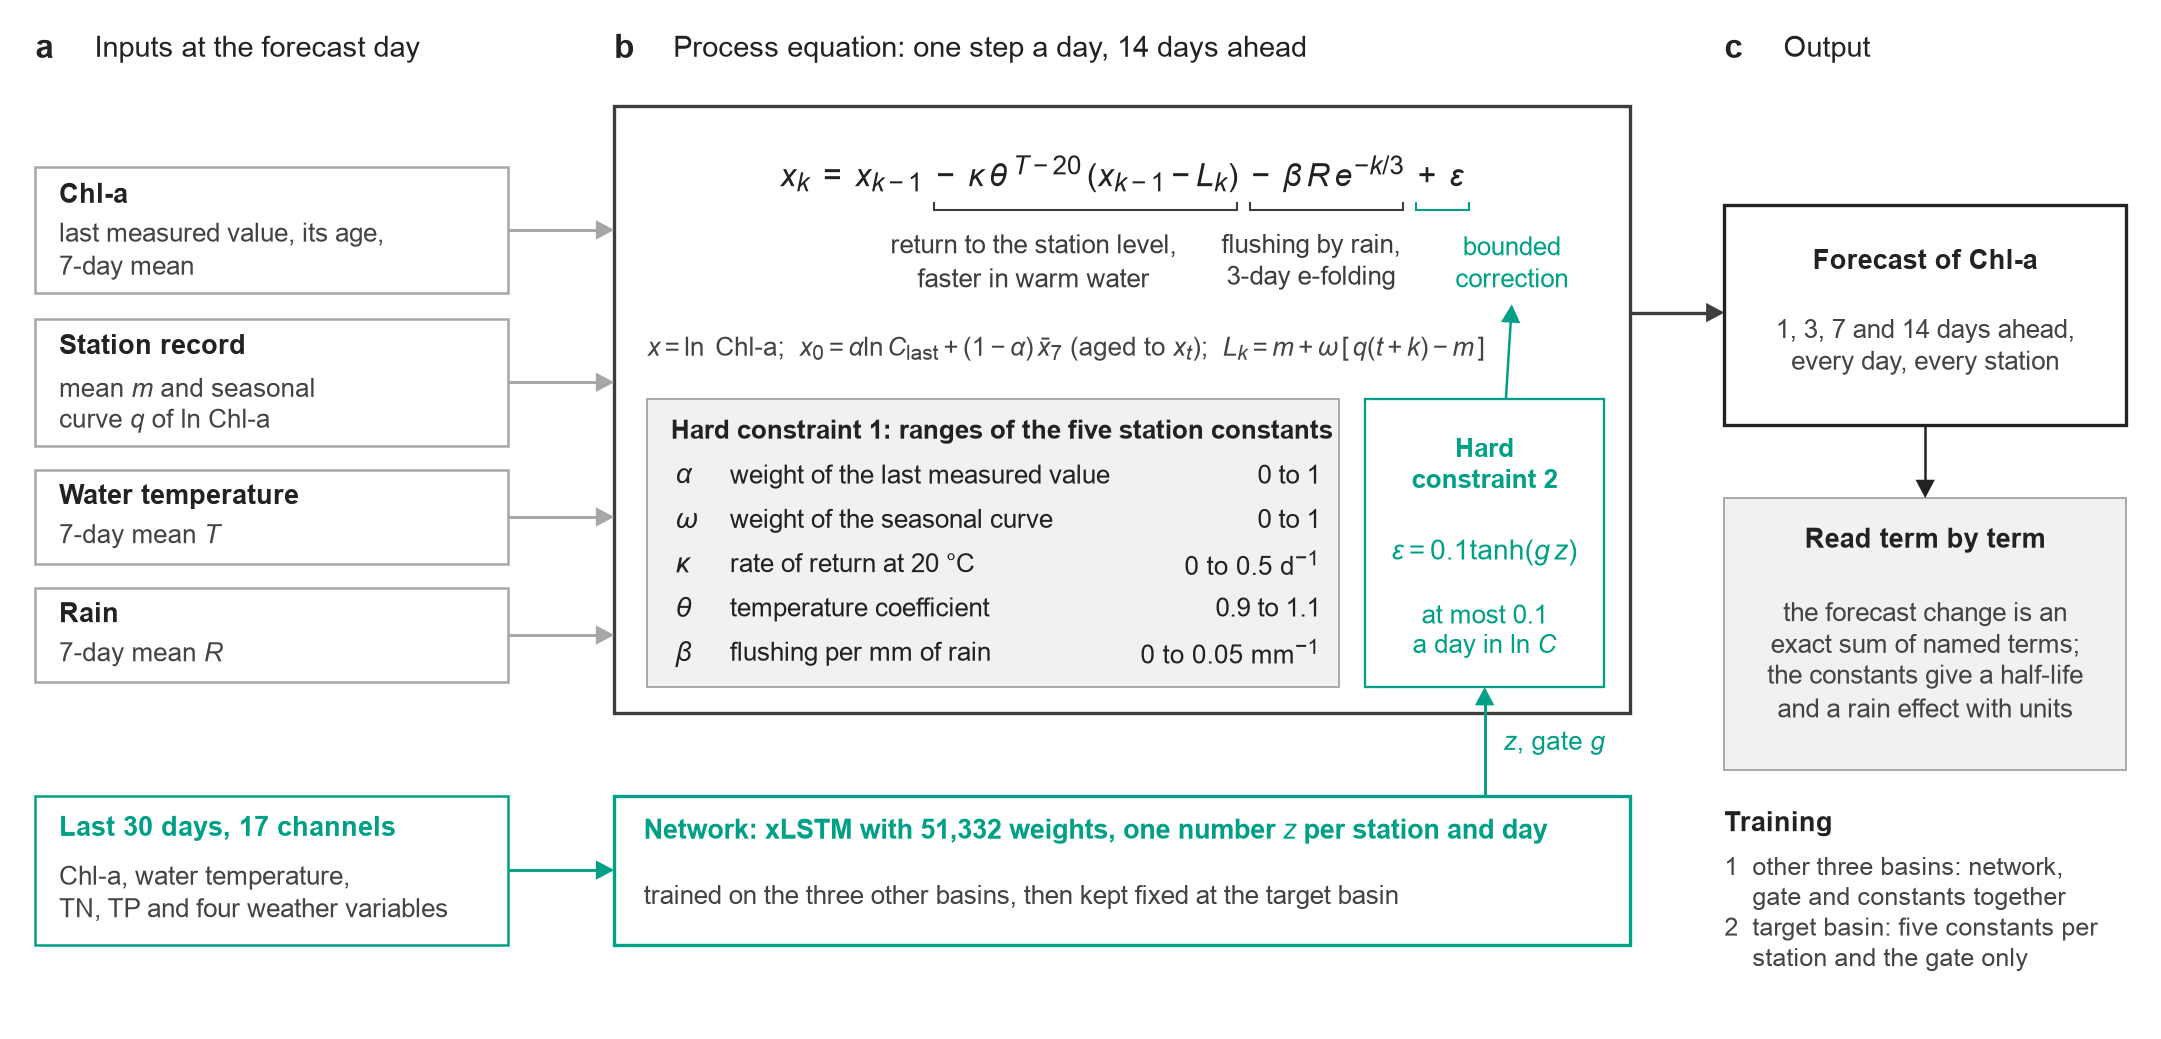 a Inputs at the forecast day
Chl-a
last measured value, its age,
7-day mean
Station record
mean m and seasonal
curve q of ln Chl-a
Water temperature
7-day mean T
Rain
7-day mean R
Last 30 days, 17 channels
Chl-a, water temperature,
TN, TP and four weather variables
b Process equation: one step a day, 14 days ahead
x_k = x_{k−1} − κθ^{T−20}(x_{k−1} − L_k) − βRe^{−k/3} + ε
return to the station level,
faster in warm water
flushing by rain,
3-day e-folding
bounded
correction
x = ln Chl-a; x_0 = α ln C_last + (1 − α) x̄_7 (aged to x_t); L_k = m + ω[q(t + k) − m]
Hard constraint 1: ranges of the five station constants
α weight of the last measured value 0 to 1
ω weight of the seasonal curve 0 to 1
κ rate of return at 20 °C 0 to 0.5 d⁻¹
θ temperature coefficient 0.9 to 1.1
β flushing per mm of rain 0 to 0.05 mm⁻¹
Hard
constraint 2
ε = 0.1tanh(g z)
at most 0.1
a day in ln C
z, gate g
Network: xLSTM with 51,332 weights, one number z per station and day
trained on the three other basins, then kept fixed at the target basin
c Output
Forecast of Chl-a
1, 3, 7 and 14 days ahead,
every day, every station
Read term by term
the forecast change is an
exact sum of named terms;
the constants give a half-life
and a rain effect with units
Training
1 other three basins: network,
gate and constants together
2 target basin: five constants per
station and the gate only